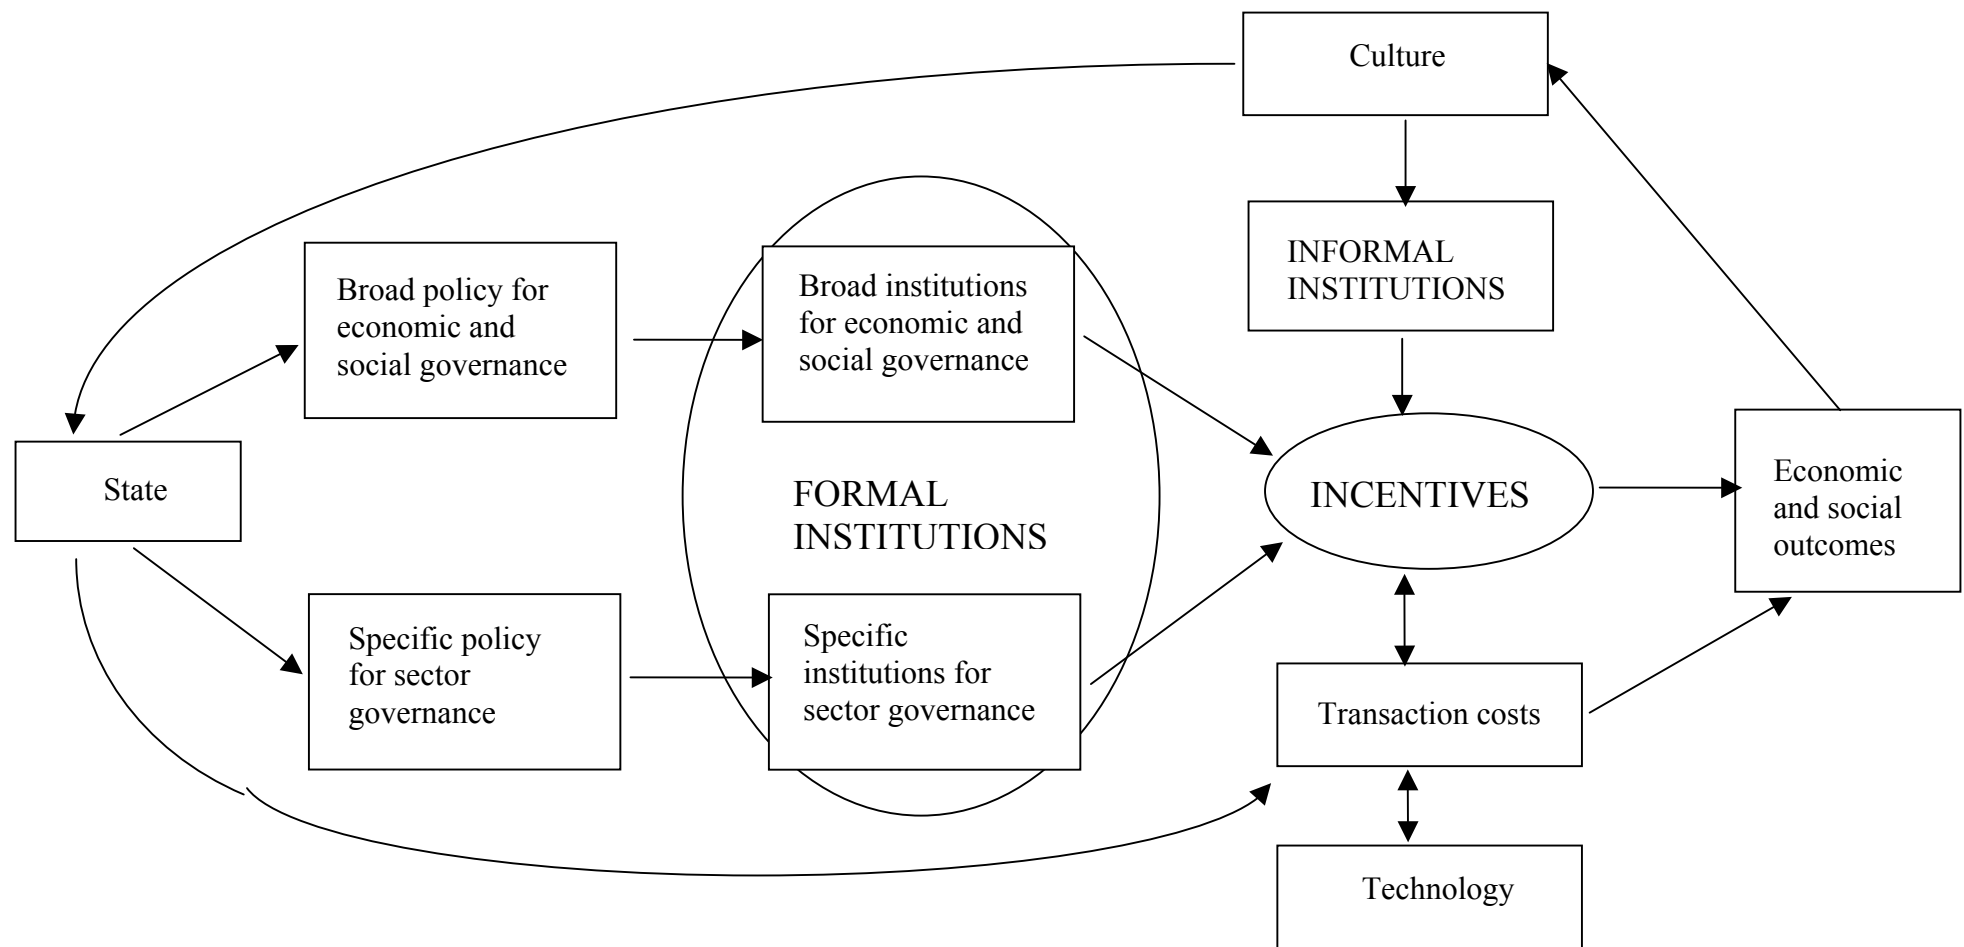 Culture
INFORMAL
INSTITUTIONS
Broad policy for
economic and
social governance
Broad institutions
for economic and
social governance
State
FORMAL
INSTITUTIONS
INCENTIVES
Economic
and social
outcomes
Specific policy
for sector
governance
Specific
institutions for
sector governance
Transaction costs
Technology